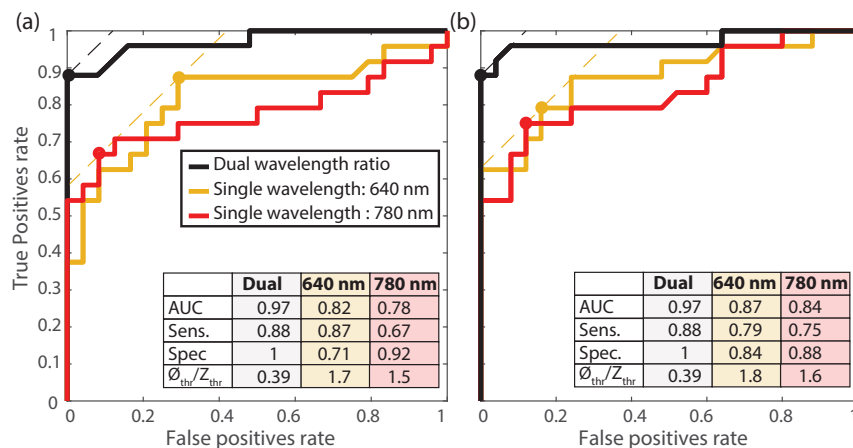 (a)
(b)
True Positives rate
1
0.9
0.8
0.7
0.6
0.5
0.4
0.3
0.2
0.1
0
Dual wavelength ratio
Single wavelength: 640 nm
Single wavelength : 780 nm
Dual 640 nm 780 nm
AUC 0.97 0.82 0.78
Sens. 0.88 0.87 0.67
Spec 1 0.71 0.92
Øthr/Zthr 0.39 1.7 1.5
0 0.2 0.4 0.6 0.8 1
False positives rate
Dual 640 nm 780 nm
AUC 0.97 0.87 0.84
Sens. 0.88 0.79 0.75
Spec. 1 0.84 0.88
Øthr/Zthr 0.39 1.8 1.6
0 0.2 0.4 0.6 0.8 1
False positives rate